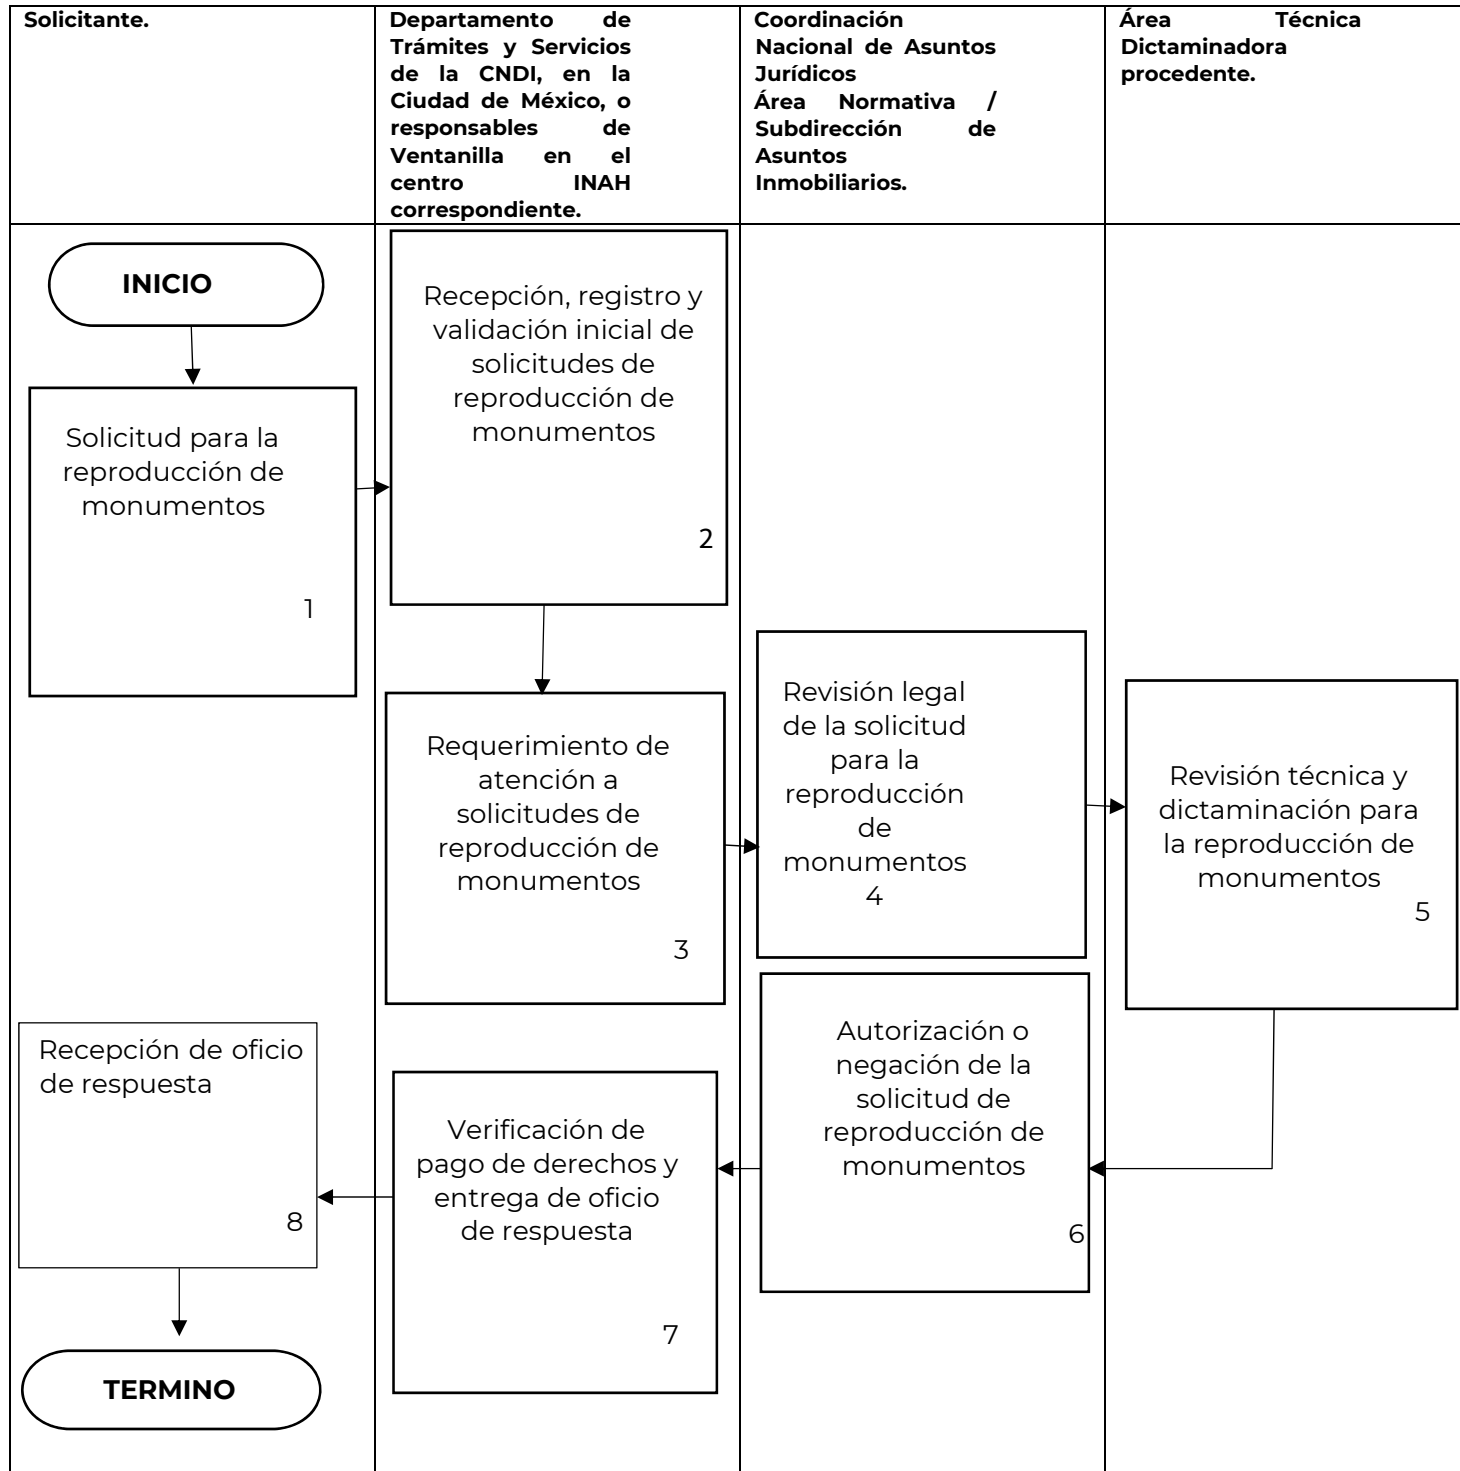 Solicitante.
Departamento de
Trámites y Servicios
de la CNDI, en la
Ciudad de México, o
responsables de
Ventanilla en el
centro INAH
correspondiente.
Coordinación
Nacional de Asuntos
Jurídicos
Área Normativa /
Subdirección de
Asuntos
Inmobiliarios.
Área Técnica
Dictaminadora
procedente.
INICIO
Solicitud para la
reproducción de
monumentos
1
Recepción, registro y
validación inicial de
solicitudes de
reproducción de
monumentos
2
Requerimiento de
atención a
solicitudes de
reproducción de
monumentos
3
Revisión legal
de la solicitud
para la
reproducción
de
monumentos
4
Revisión técnica y
dictaminación para
la reproducción de
monumentos
5
Autorización o
negación de la
solicitud de
reproducción de
monumentos
6
Verificación de
pago de derechos y
entrega de oficio
de respuesta
7
Recepción de oficio
de respuesta
8
TERMINO